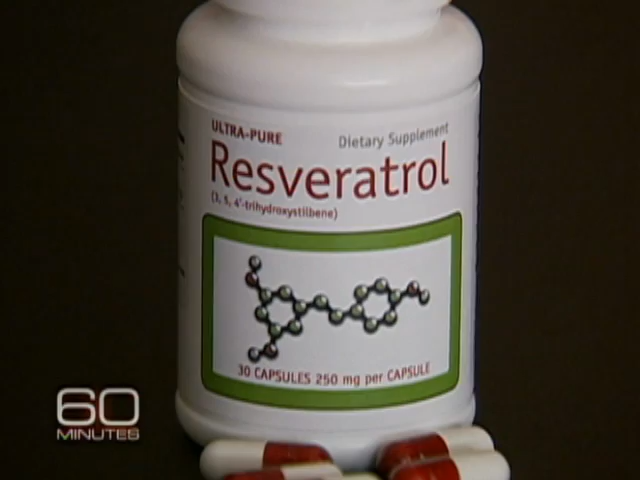 ULTRA-PURE Dietary Supplement
Resveratrol
(3, 5, 4'-trihydroxystilbene)
30 CAPSULES 250 mg per CAPSULE
60
MINUTES